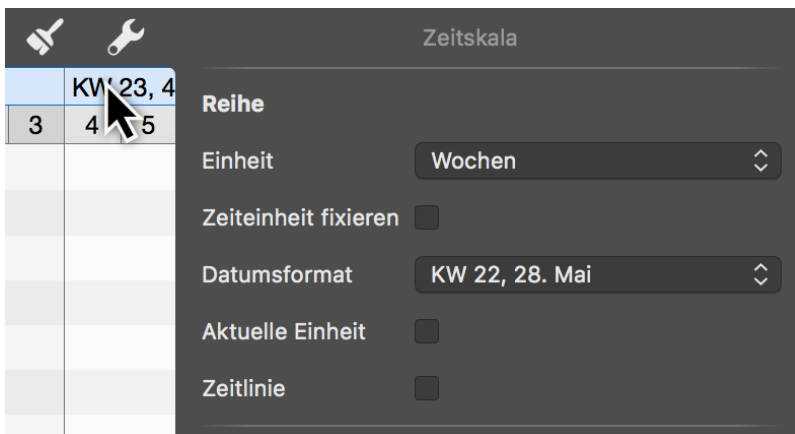 Zeitskala
KW 23, 4
3 4 5
Reihe
Einheit Wochen
Zeiteinheit fixieren
Datumsformat KW 22, 28. Mai
Aktuelle Einheit
Zeitlinie